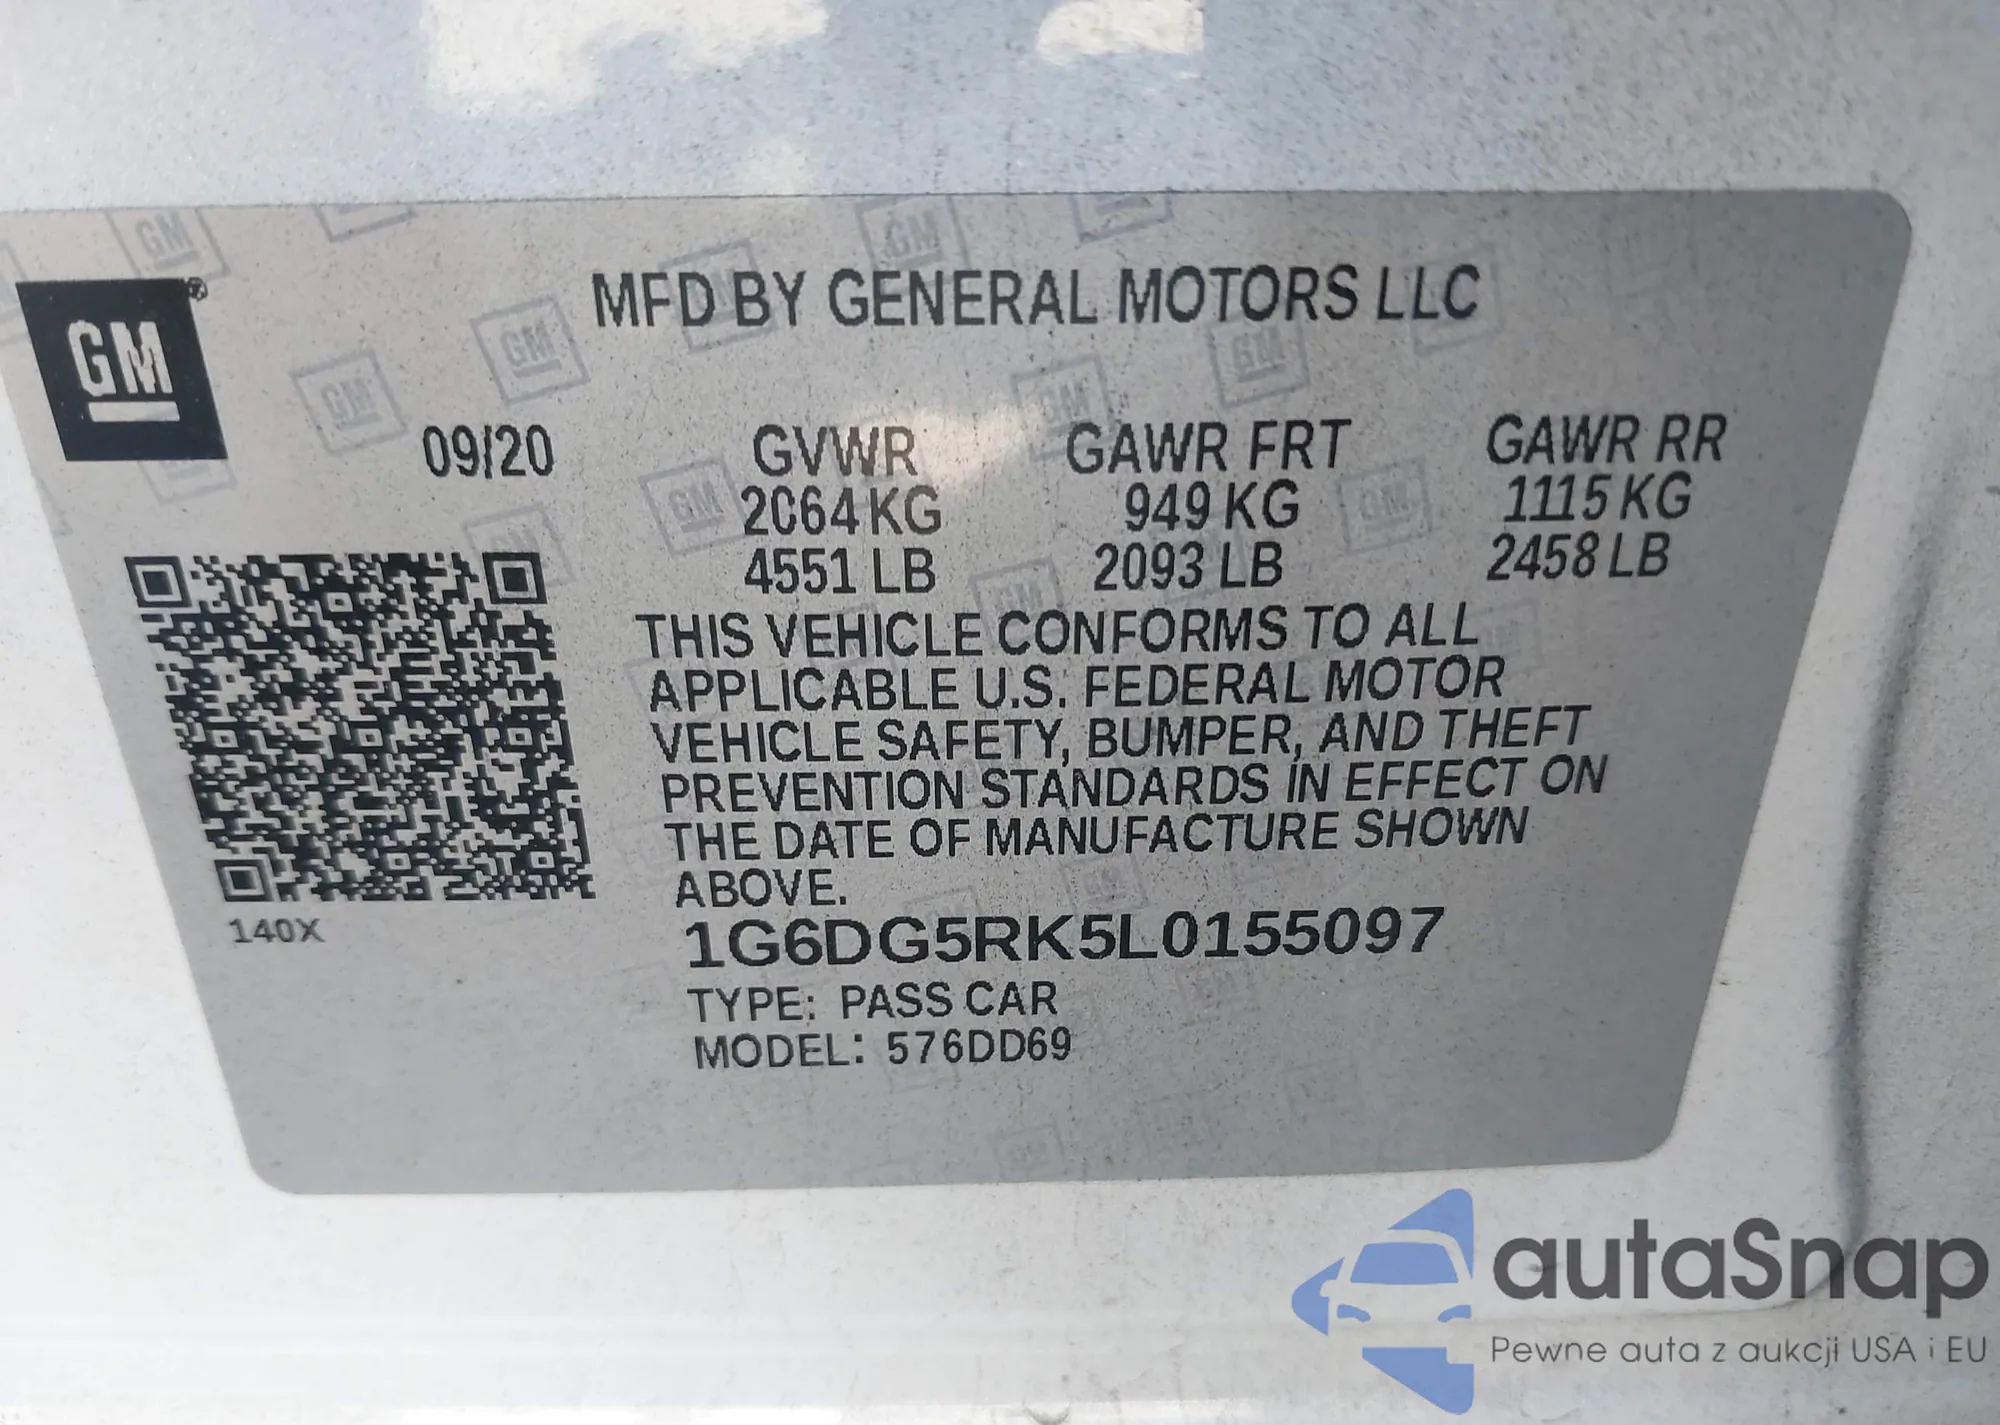 MFD BY GENERAL MOTORS LLC
GM
®
09/20 GVWR GAWR FRT GAWR RR
2064 KG 949 KG 1115 KG
4551 LB 2093 LB 2458 LB
THIS VEHICLE CONFORMS TO ALL
APPLICABLE U.S. FEDERAL MOTOR
VEHICLE SAFETY, BUMPER, AND THEFT
PREVENTION STANDARDS IN EFFECT ON
THE DATE OF MANUFACTURE SHOWN
ABOVE.
140X
1G6DG5RK5L0155097
TYPE: PASS CAR
MODEL: 576DD69
autaSnap
Pewne auta z aukcji USA i EU